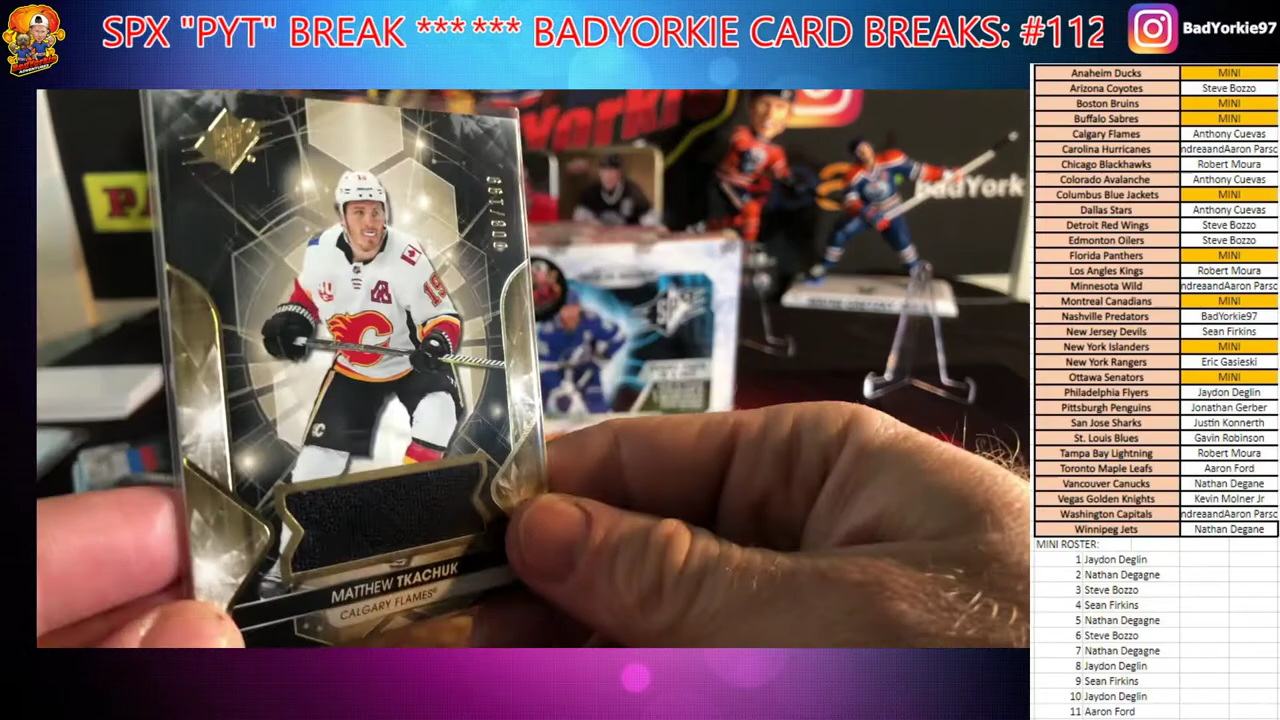 SPX "PYT" BREAK *** *** BADYORKIE CARD BREAKS: #112
BadYorkie97
Anaheim Ducks MINI
Arizona Coyotes Steve Bozzo
Boston Bruins MINI
Buffalo Sabres MINI
Calgary Flames Anthony Cuevas
Carolina Hurricanes ndreaandAaron Parsc
Chicago Blackhawks Robert Moura
Colorado Avalanche Anthony Cuevas
Columbus Blue Jackets MINI
Dallas Stars Anthony Cuevas
Detroit Red Wings Steve Bozzo
Edmonton Oilers Steve Bozzo
Florida Panthers MINI
Los Angeles Kings Robert Moura
Minnesota Wild ndreaandAaron Parsc
Montreal Canadians MINI
Nashville Predators BadYorkie97
New Jersey Devils Sean Firkins
New York Islanders MINI
New York Rangers Eric Gasieski
Ottawa Senators MINI
Philadelphia Flyers Jaydon Deglin
Pittsburgh Penguins Jonathan Gerber
San Jose Sharks Justin Konnerth
St. Louis Blues Gavin Robinson
Tampa Bay Lightning Robert Moura
Toronto Maple Leafs Aaron Ford
Vancouver Canucks Nathan Degane
Vegas Golden Knights Kevin Molner Jr
Washington Capitals ndreaandAaron Parsc
Winnipeg Jets Nathan Degane
MINI ROSTER:
1 Jaydon Deglin
2 Nathan Degagne
3 Steve Bozzo
4 Sean Firkins
5 Nathan Degagne
6 Steve Bozzo
7 Nathan Degagne
8 Jaydon Deglin
9 Sean Firkins
10 Jaydon Deglin
11 Aaron Ford
19
A
C
MATTHEW TKACHUK
CALGARY FLAMES
badYork